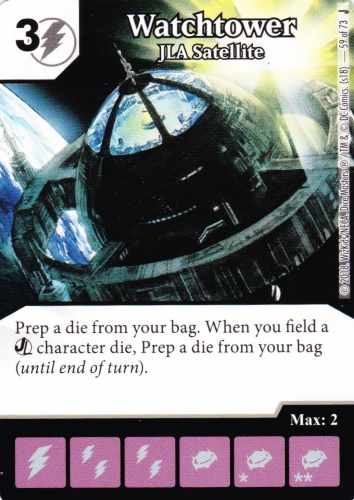 3
Watchtower
JLA Satellite
Prep a die from your bag. When you field a
character die, Prep a die from your bag
(until end of turn).
Max: 2
*
**
59 of 73